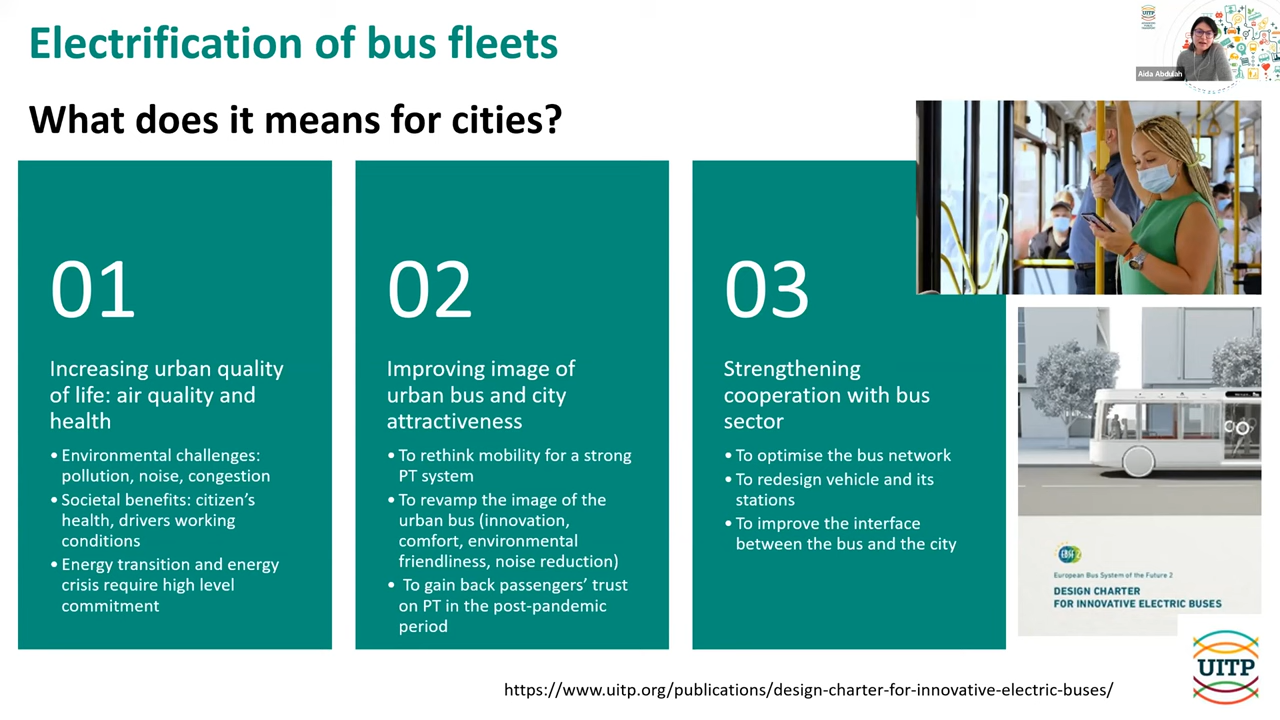 Electrification of bus fleets
UITP
Aida Abdulah
What does it means for cities?
01
Increasing urban quality
of life: air quality and
health
• Environmental challenges:
pollution, noise, congestion
• Societal benefits: citizen's
health, drivers working
conditions
• Energy transition and energy
crisis require high level
commitment
02
Improving image of
urban bus and city
attractiveness
• To rethink mobility for a strong
PT system
• To revamp the image of the
urban bus (innovation,
comfort, environmental
friendliness, noise reduction)
• To gain back passengers' trust
on PT in the post-pandemic
period
03
Strengthening
cooperation with bus
sector
• To optimise the bus network
• To redesign vehicle and its
stations
• To improve the interface
between the bus and the city
European Bus System of the Future 2
DESIGN CHARTER
FOR INNOVATIVE ELECTRIC BUSES
UITP
https://www.uitp.org/publications/design-charter-for-innovative-electric-buses/